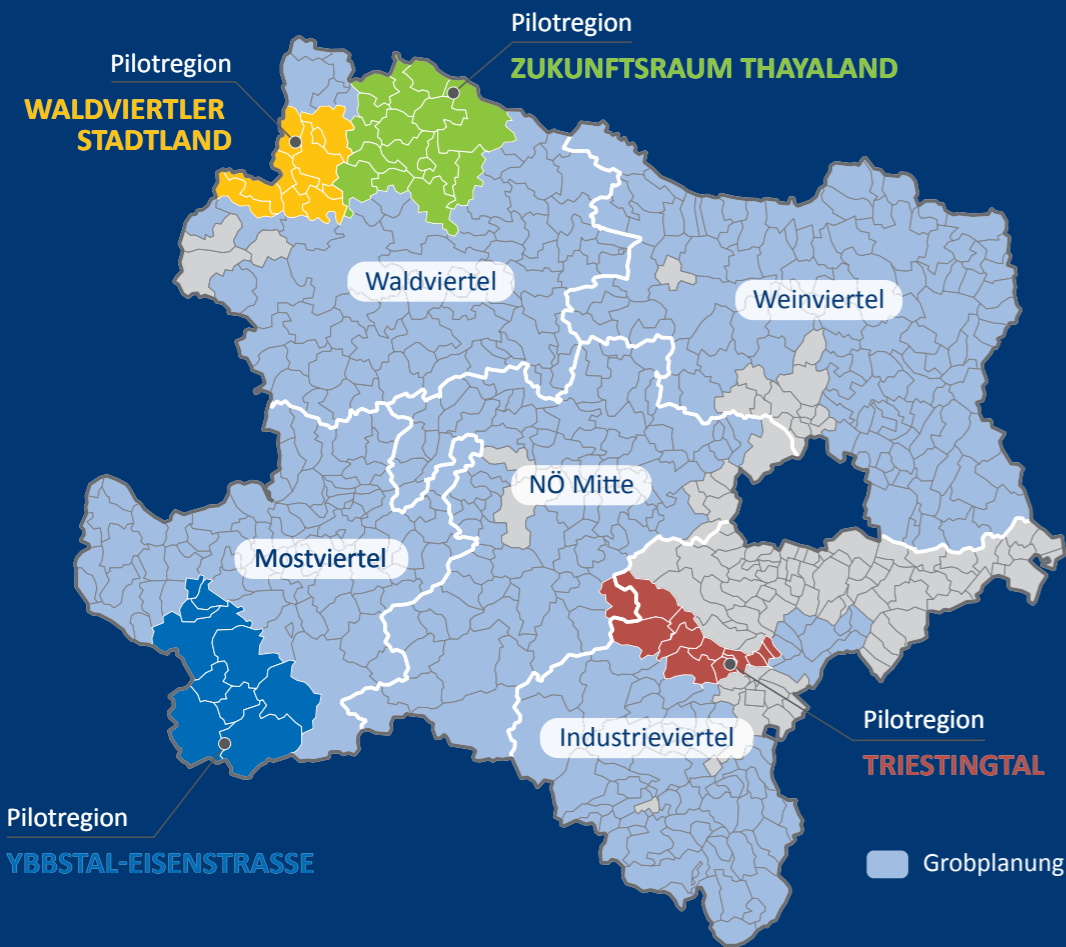 Pilotregion
ZUKUNFTSRAUM THAYALAND
Pilotregion
WALDVIERTLER
STADTLAND
Waldviertel
Weinviertel
NÖ Mitte
Mostviertel
Industrieviertel
Pilotregion
TRIESTINGTAL
Pilotregion
YBBSTAL-EISENSTRASSE
Grobplanung